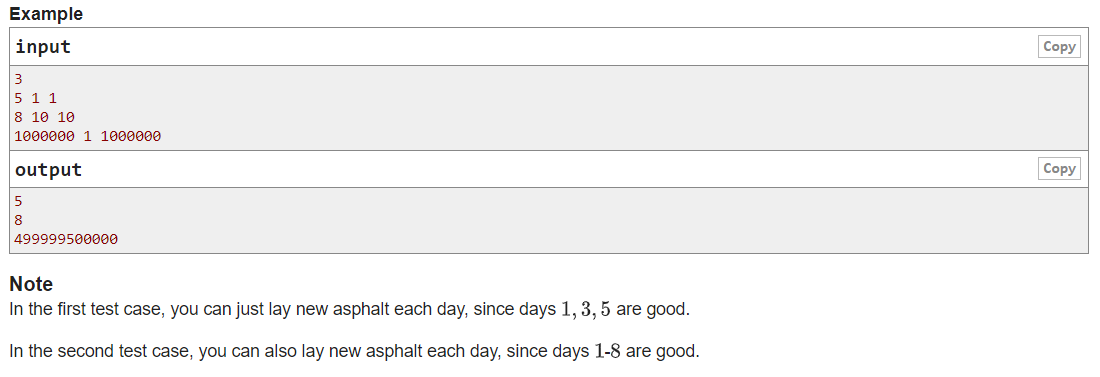 Example
input
Copy
3
5 1 1
8 10 10
1000000 1 1000000
output
Copy
5
8
499999500000
Note
In the first test case, you can just lay new asphalt each day, since days 1, 3, 5 are good.
In the second test case, you can also lay new asphalt each day, since days 1-8 are good.